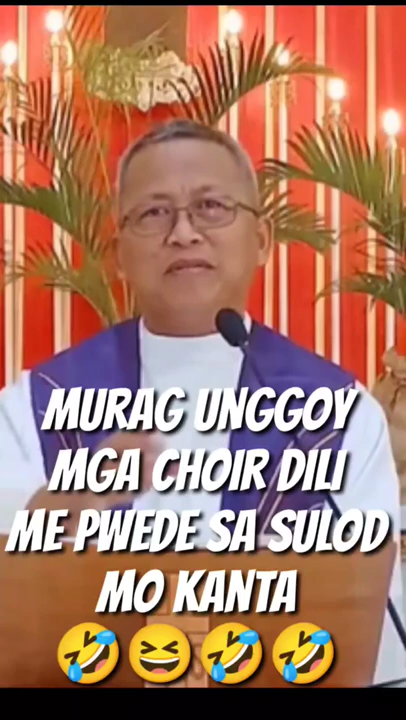 MURAG UNGGOY
MGA CHOIR DILI
ME PWEDE SA SULOD
MO KANTA
🤣😆🤣🤣